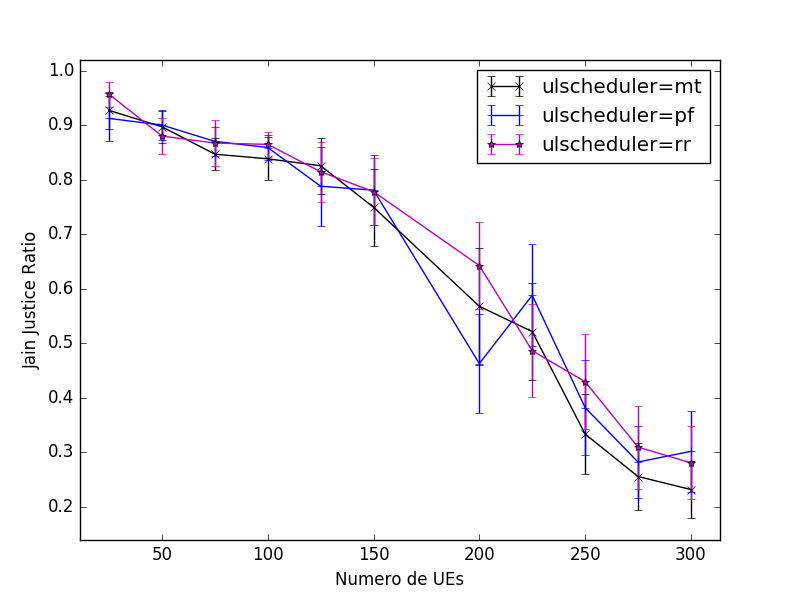 1.0
0.9
0.8
0.7
0.6
0.5
0.4
0.3
0.2
Jain Justice Ratio
ulscheduler=mt
ulscheduler=pf
ulscheduler=rr
50 100 150 200 250 300
Numero de UEs